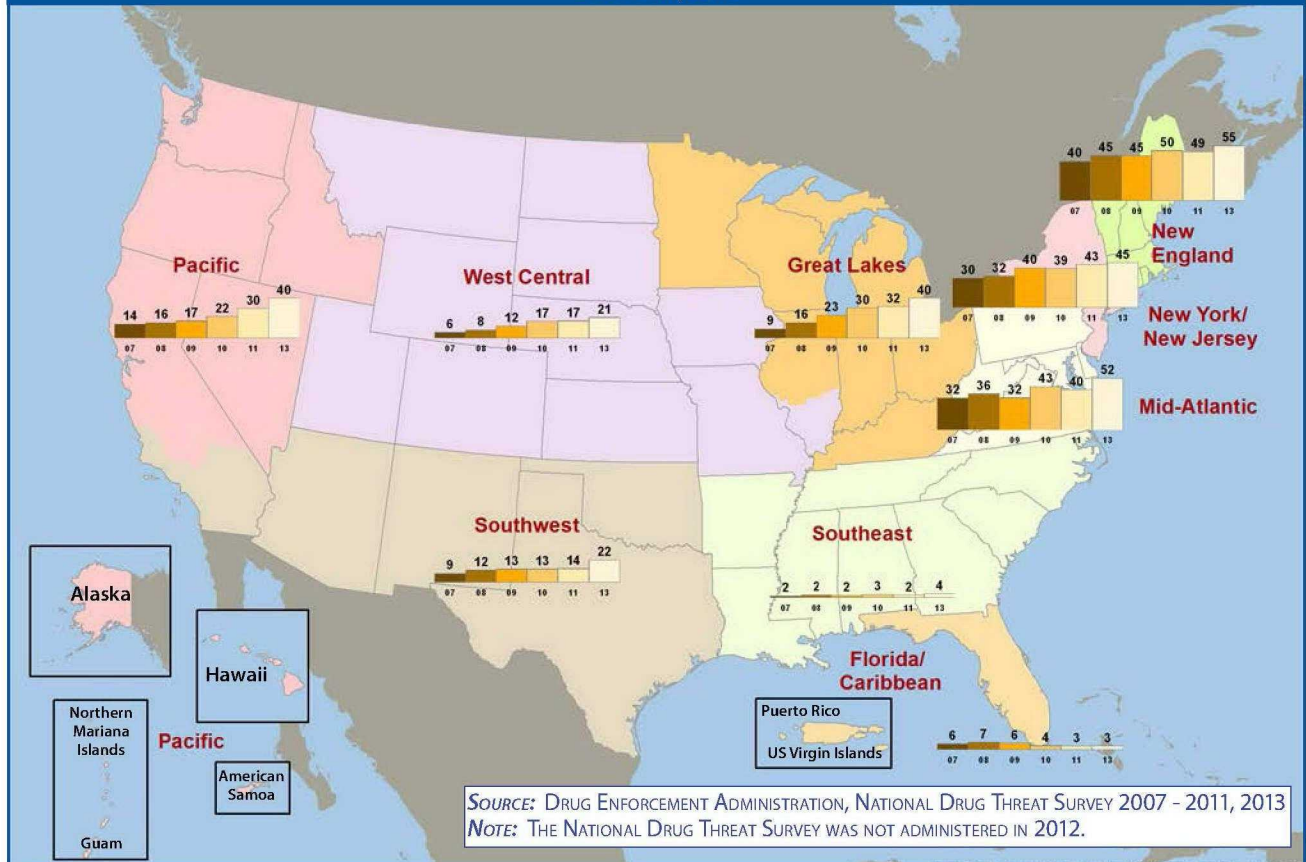 40 45 45 50 49 55
07 08 09 10 11 13
New
England
30 32 40 39 43 45
07 08 09 10 11 13
New York/
New Jersey
Pacific
14 16 17 22 30 40
07 08 09 10 11 13
West Central
6 8 12 17 17 21
07 08 09 10 11 13
Great Lakes
9 16 23 30 32 40
07 08 09 10 11 13
32 36 32 43 40 52
07 08 09 10 11 13
Mid-Atlantic
Southwest
9 12 13 13 14 22
07 08 09 10 11 13
Southeast
2 2 2 3 2 4
07 08 09 10 11 13
Alaska
Hawaii
Florida/
Caribbean
Northern
Mariana
Islands
Guam
Pacific
American
Samoa
Puerto Rico
US Virgin Islands
6 7 6 4 3 3
07 08 09 10 11 13
SOURCE: DRUG ENFORCEMENT ADMINISTRATION, NATIONAL DRUG THREAT SURVEY 2007 - 2011, 2013
NOTE: THE NATIONAL DRUG THREAT SURVEY WAS NOT ADMINISTERED IN 2012.